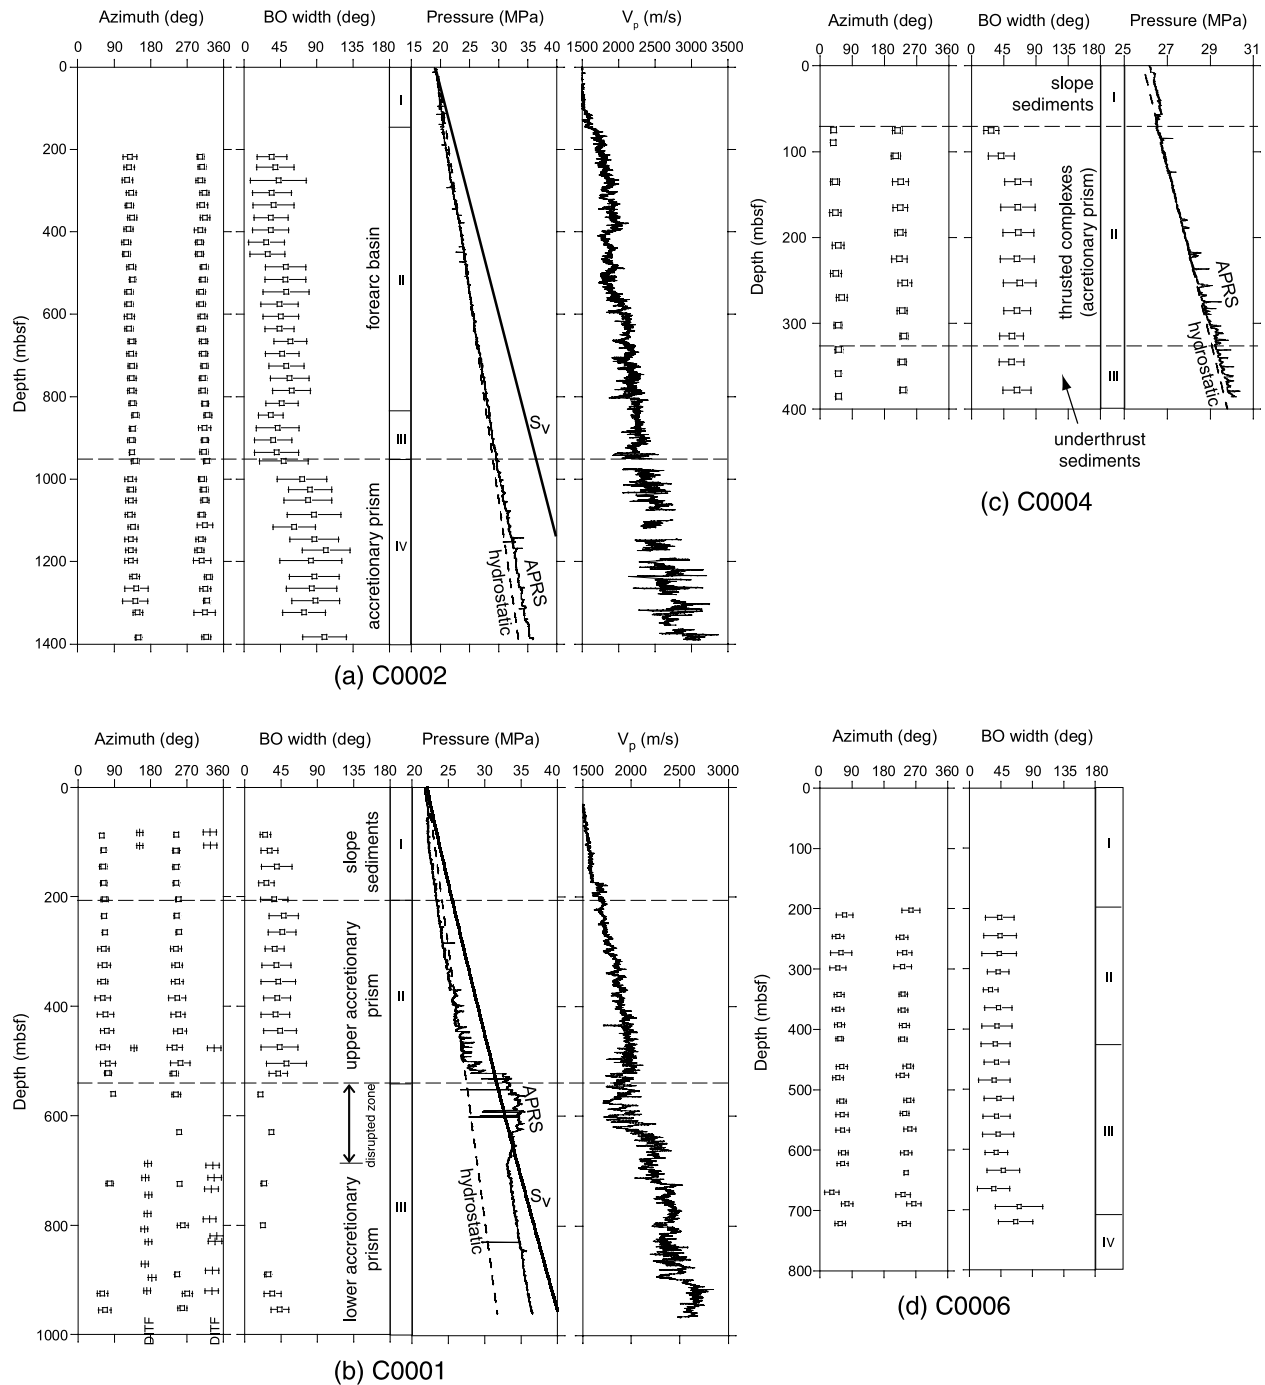 Azimuth (deg) BO width (deg) Pressure (MPa) Vp (m/s)
0 90 180 270 360 0 45 90 135 180 15 20 25 30 35 40 1500 2000 2500 3000 3500
0
200
400
600
800
1000
1200
1400
Depth (mbsf)
forearc basin
accretionary prism
I
II
III
IV
Sv
APRS
hydrostatic
(a) C0002
Azimuth (deg) BO width (deg) Pressure (MPa)
0 90 180 270 360 0 45 90 135 180 25 27 29 31
0
100
200
300
400
Depth (mbsf)
slope
sediments
thrusted complexes
(acretionary prism)
I
II
III
APRS
hydrostatic
underthrust
sediments
(c) C0004
Azimuth (deg) BO width (deg) Pressure (MPa) Vp (m/s)
0 90 180 270 360 0 45 90 135 180 20 25 30 35 40 1500 2000 2500 3000
0
200
400
600
800
1000
Depth (mbsf)
slope
sediments
upper accretionary
prism
disrupted zone
lower accretionary
prism
I
II
III
APRS
Sv
hydrostatic
DITF
DITF
(b) C0001
Azimuth (deg) BO width (deg)
0 90 180 270 360 0 45 90 135 180
0
100
200
300
400
500
600
700
800
Depth (mbsf)
I
II
III
IV
(d) C0006